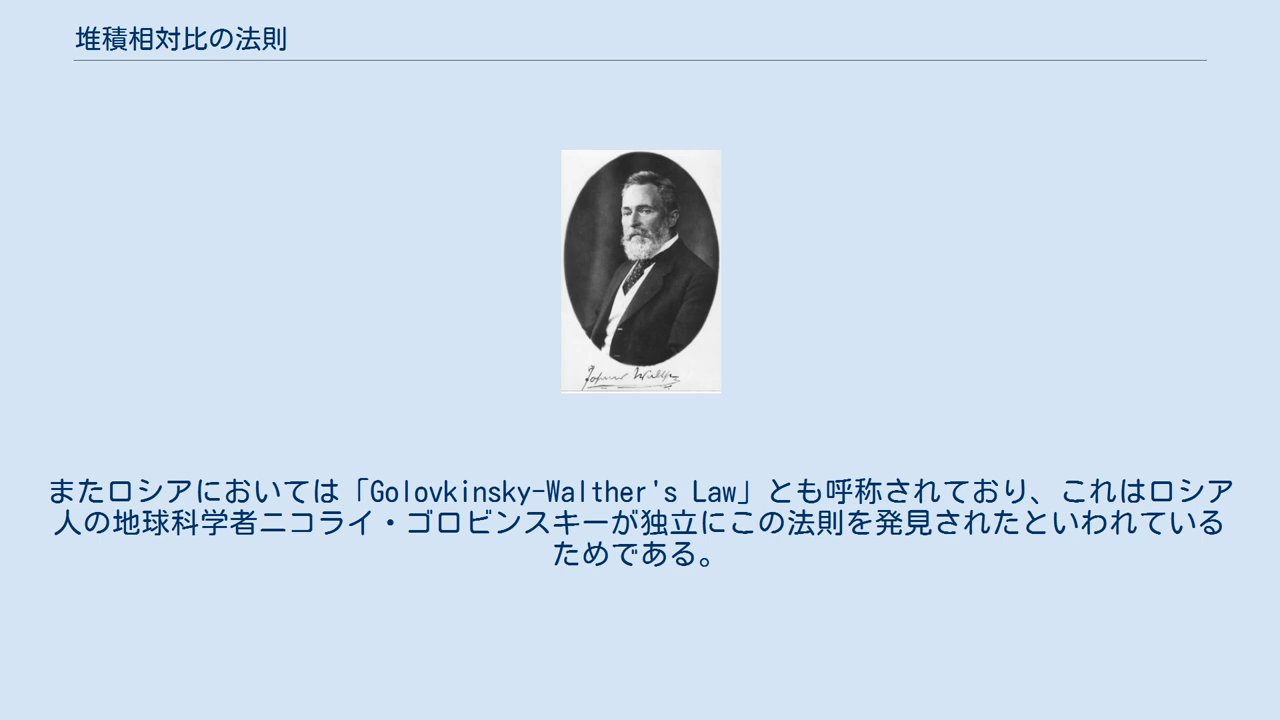 堆積相対比の法則
またロシアにおいては「Golovkinsky-Walther's Law」とも呼称されており、これはロシア
人の地球科学者ニコライ・ゴロビンスキーが独立にこの法則を発見されたといわれている
ためである。